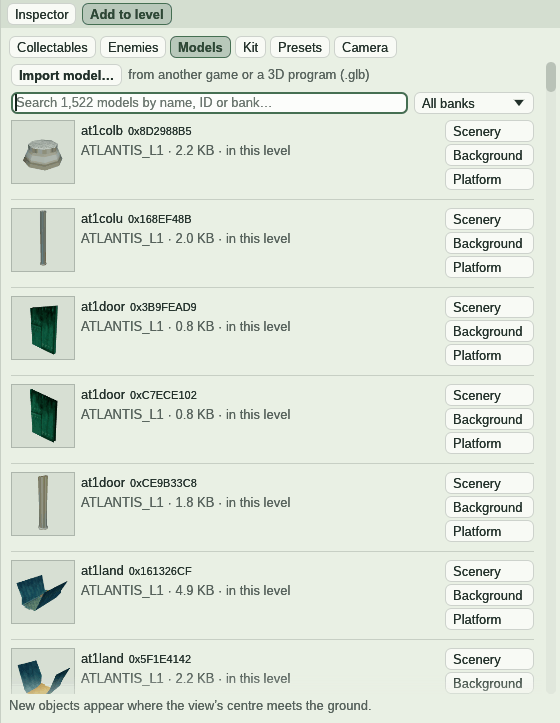 Inspector
Add to level
Collectables
Enemies
Models
Kit
Presets
Camera
Import model...
from another game or a 3D program (.glb)
Search 1,522 models by name, ID or bank...
All banks
at1colb 0x8D2988B5
ATLANTIS_L1 · 2.2 KB · in this level
Scenery
Background
Platform
at1colu 0x168EF48B
ATLANTIS_L1 · 2.0 KB · in this level
Scenery
Background
Platform
at1door 0x3B9FEAD9
ATLANTIS_L1 · 0.8 KB · in this level
Scenery
Background
Platform
at1door 0xC7ECE102
ATLANTIS_L1 · 0.8 KB · in this level
Scenery
Background
Platform
at1door 0xCE9B33C8
ATLANTIS_L1 · 1.8 KB · in this level
Scenery
Background
Platform
at1land 0x161326CF
ATLANTIS_L1 · 4.9 KB · in this level
Scenery
Background
Platform
at1land 0x5F1E4142
ATLANTIS_L1 · 2.2 KB · in this level
Scenery
Background
New objects appear where the view's centre meets the ground.